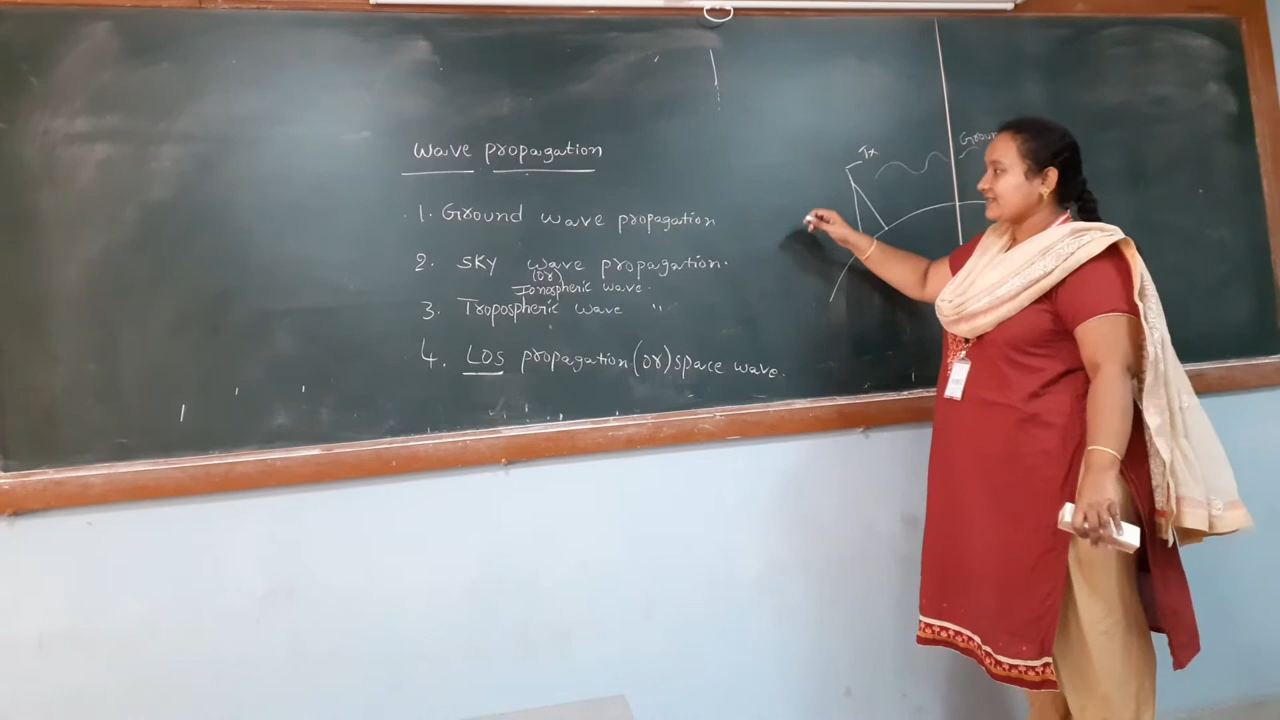 wave propagation
1. Ground wave propagation
2. Sky wave propagation.
(or)
Ionospheric wave.
3. Tropospheric wave "
4. LOS propagation (or) space wave.
Tx